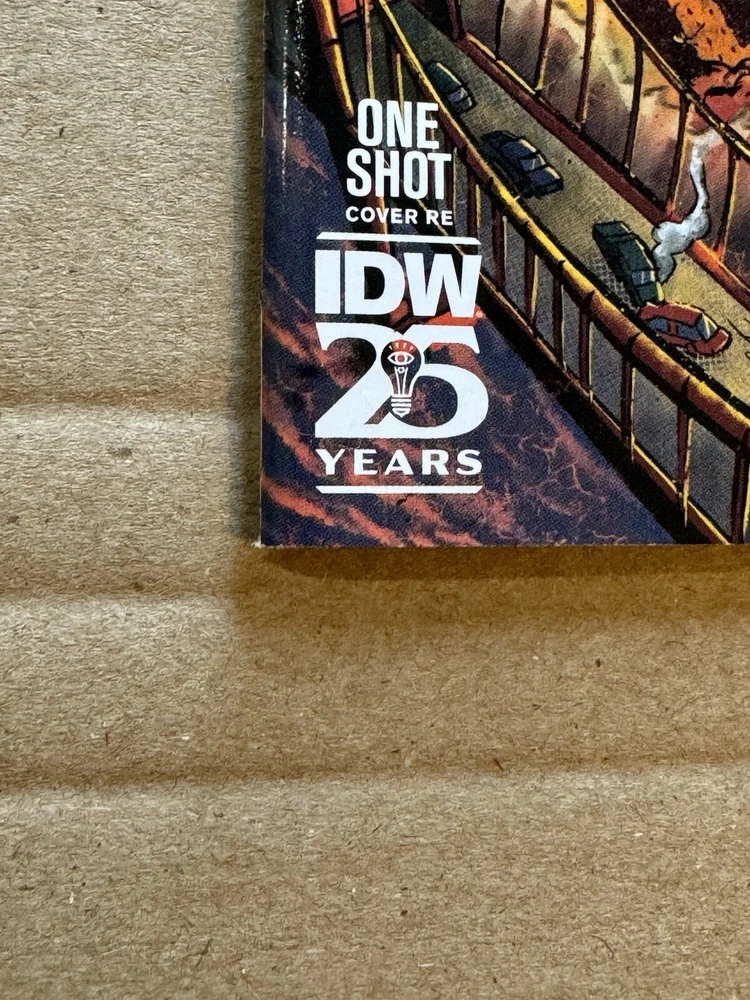 ONE
SHOT
COVER RE
IDW
25
YEARS